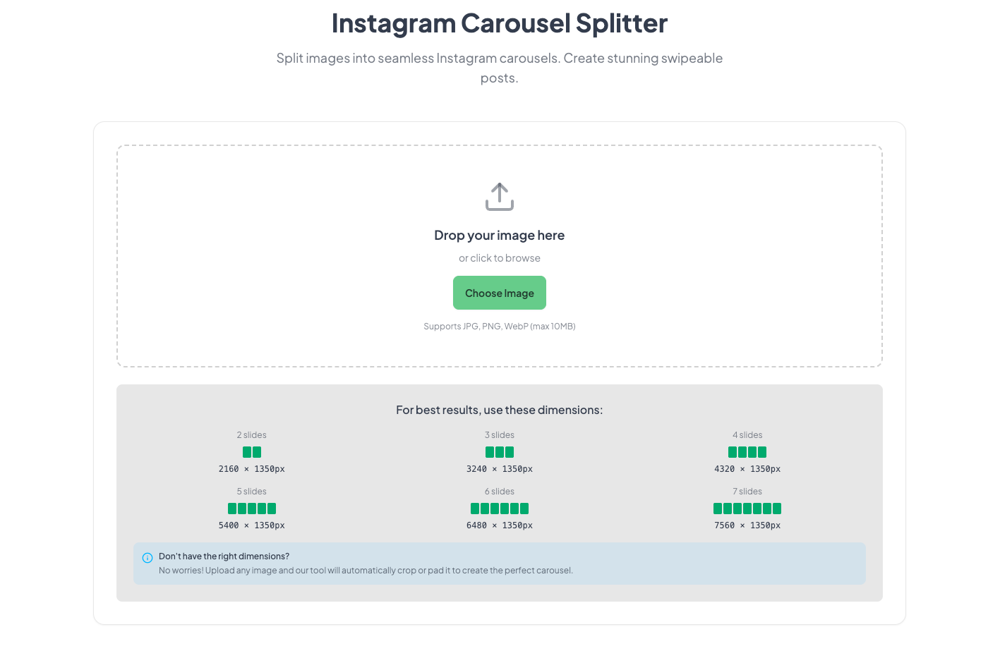 Instagram Carousel Splitter
Split images into seamless Instagram carousels. Create stunning swipeable
posts.
Drop your image here
or click to browse
Choose Image
Supports JPG, PNG, WebP (max 10MB)
For best results, use these dimensions:
2 slides
3 slides
4 slides
2160 × 1350px
3240 × 1350px
4320 × 1350px
5 slides
6 slides
7 slides
5400 × 1350px
6480 × 1350px
7560 × 1350px
Don't have the right dimensions?
No worries! Upload any image and our tool will automatically crop or pad it to create the perfect carousel.